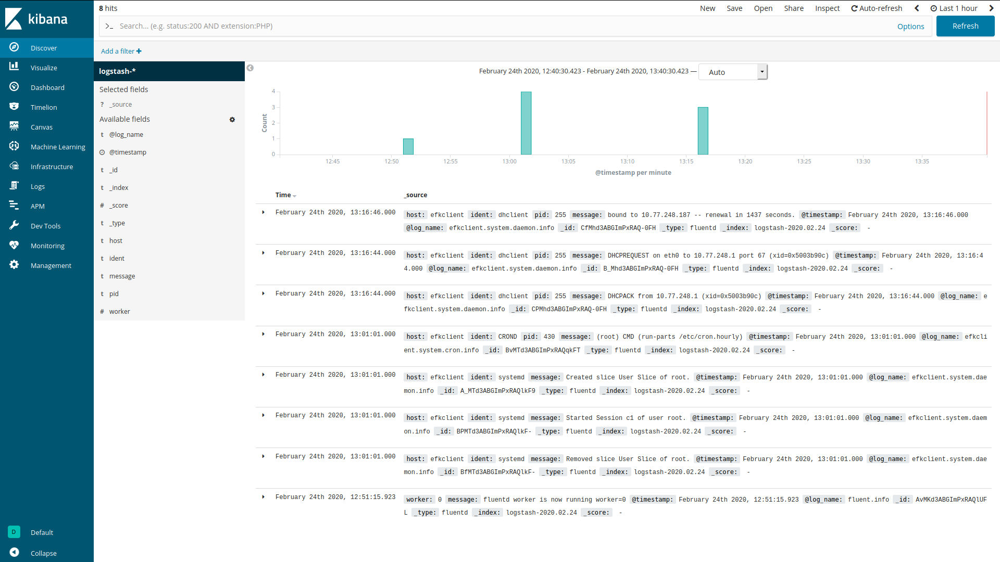 kibana
Discover
Visualize
Dashboard
Timelion
Canvas
Machine Learning
Infrastructure
Logs
APM
Dev Tools
Monitoring
Management
D Default
Collapse
8 hits
New Save Open Share Inspect Auto-refresh Last 1 hour
>_ Search... (e.g. status:200 AND extension:PHP) Options Refresh
Add a filter +
logstash-*
Selected fields
? _source
Available fields
t @log_name
@timestamp
t _id
t _index
# _score
t _type
t host
t ident
t message
t pid
# worker
February 24th 2020, 12:40:30.423 - February 24th 2020, 13:40:30.423 — Auto
Count
4
3
2
1
0
12:45 12:50 12:55 13:00 13:05 13:10 13:15 13:20 13:25 13:30 13:35
@timestamp per minute
Time _source
February 24th 2020, 13:16:46.000 host: efkclient ident: dhclient pid: 255 message: bound to 10.77.248.187 -- renewal in 1437 seconds. @timestamp: February 24th 2020, 13:16:46.000
@log_name: efkclient.system.daemon.info _id: CfMhd3ABGImPxRAQ-0FH _type: fluentd _index: logstash-2020.02.24 _score: -
February 24th 2020, 13:16:44.000 host: efkclient ident: dhclient pid: 255 message: DHCPREQUEST on eth0 to 10.77.248.1 port 67 (xid=0x5003b90c) @timestamp: February 24th 2020, 13:16:4
4.000 @log_name: efkclient.system.daemon.info _id: B_Mhd3ABGImPxRAQ-0FH _type: fluentd _index: logstash-2020.02.24 _score: -
February 24th 2020, 13:16:44.000 host: efkclient ident: dhclient pid: 255 message: DHCPACK from 10.77.248.1 (xid=0x5003b90c) @timestamp: February 24th 2020, 13:16:44.000 @log_name: e
fkclient.system.daemon.info _id: CPMhd3ABGImPxRAQ-0FH _type: fluentd _index: logstash-2020.02.24 _score: -
February 24th 2020, 13:01:01.000 host: efkclient ident: CROND pid: 430 message: (root) CMD (run-parts /etc/cron.hourly) @timestamp: February 24th 2020, 13:01:01.000 @log_name: efkcli
ent.system.cron.info _id: BvMTd3ABGImPxRAQqkFT _type: fluentd _index: logstash-2020.02.24 _score: -
February 24th 2020, 13:01:01.000 host: efkclient ident: systemd message: Created slice User Slice of root. @timestamp: February 24th 2020, 13:01:01.000 @log_name: efkclient.system.dae
mon.info _id: A_MTd3ABGImPxRAQlkF9 _type: fluentd _index: logstash-2020.02.24 _score: -
February 24th 2020, 13:01:01.000 host: efkclient ident: systemd message: Started Session c1 of user root. @timestamp: February 24th 2020, 13:01:01.000 @log_name: efkclient.system.daem
on.info _id: BPMTd3ABGImPxRAQlkF- _type: fluentd _index: logstash-2020.02.24 _score: -
February 24th 2020, 13:01:01.000 host: efkclient ident: systemd message: Removed slice User Slice of root. @timestamp: February 24th 2020, 13:01:01.000 @log_name: efkclient.system.dae
mon.info _id: BfMTd3ABGImPxRAQlkF- _type: fluentd _index: logstash-2020.02.24 _score: -
February 24th 2020, 12:51:15.923 worker: 0 message: fluentd worker is now running worker=0 @timestamp: February 24th 2020, 12:51:15.923 @log_name: fluent.info _id: AvMKd3ABGImPxRAQlUF
L _type: fluentd _index: logstash-2020.02.24 _score: -